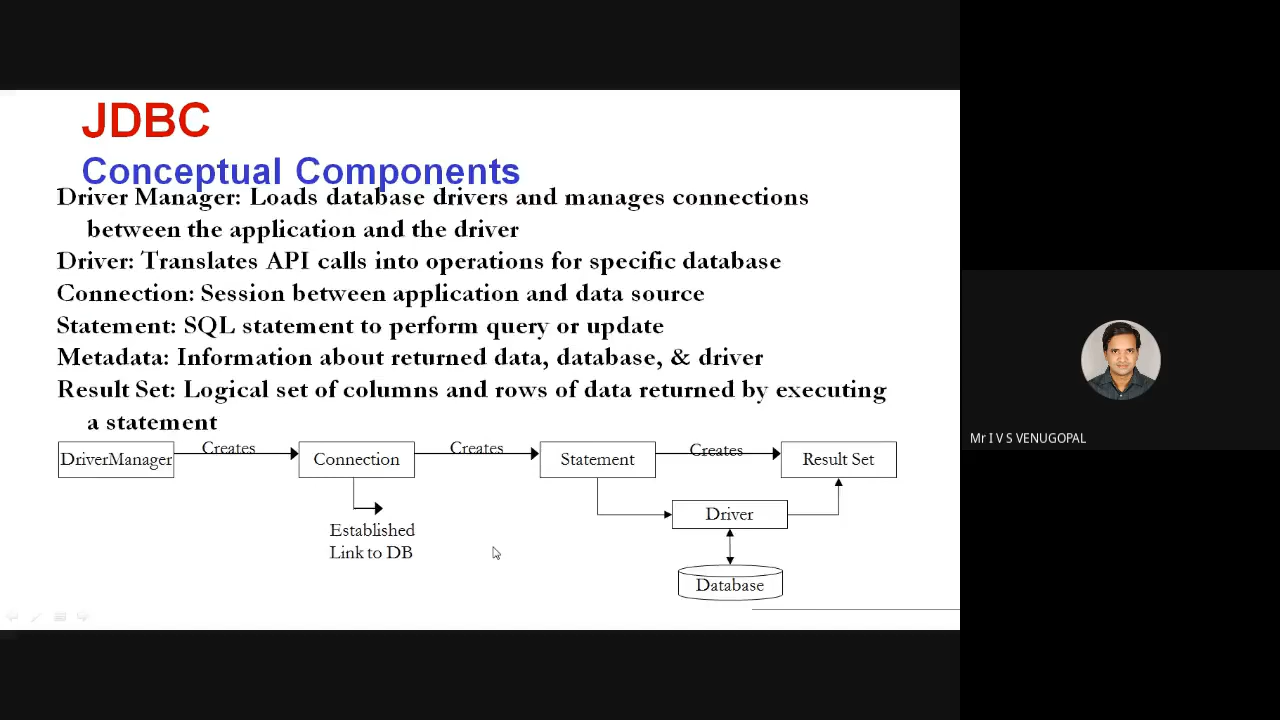 JDBC
Conceptual Components
Driver Manager: Loads database drivers and manages connections
between the application and the driver
Driver: Translates API calls into operations for specific database
Connection: Session between application and data source
Statement: SQL statement to perform query or update
Metadata: Information about returned data, database, & driver
Result Set: Logical set of columns and rows of data returned by executing
a statement
DriverManager Creates Connection Creates Statement Creates Result Set
Driver
Established
Link to DB
Database
Mr I V S VENUGOPAL